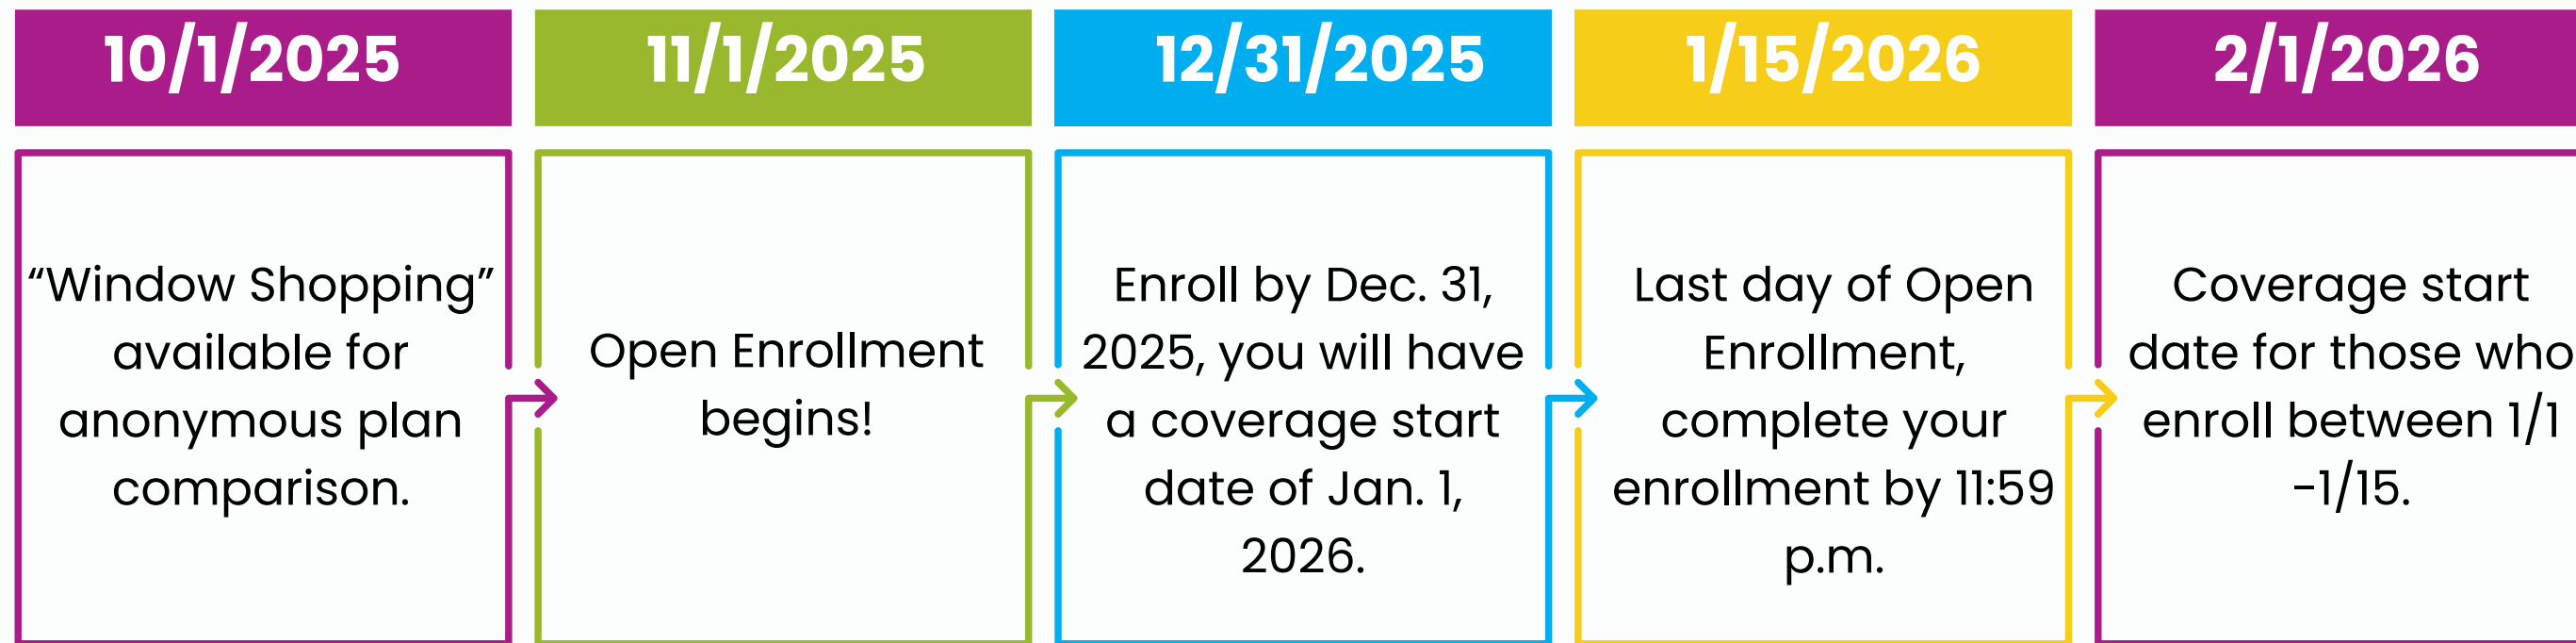 10/1/2025
“Window Shopping”
available for
anonymous plan
comparison.
11/1/2025
Open Enrollment
begins!
12/31/2025
Enroll by Dec. 31,
2025, you will have
a coverage start
date of Jan. 1,
2026.
1/15/2026
Last day of Open
Enrollment,
complete your
enrollment by 11:59
p.m.
2/1/2026
Coverage start
date for those who
enroll between 1/1
-1/15.